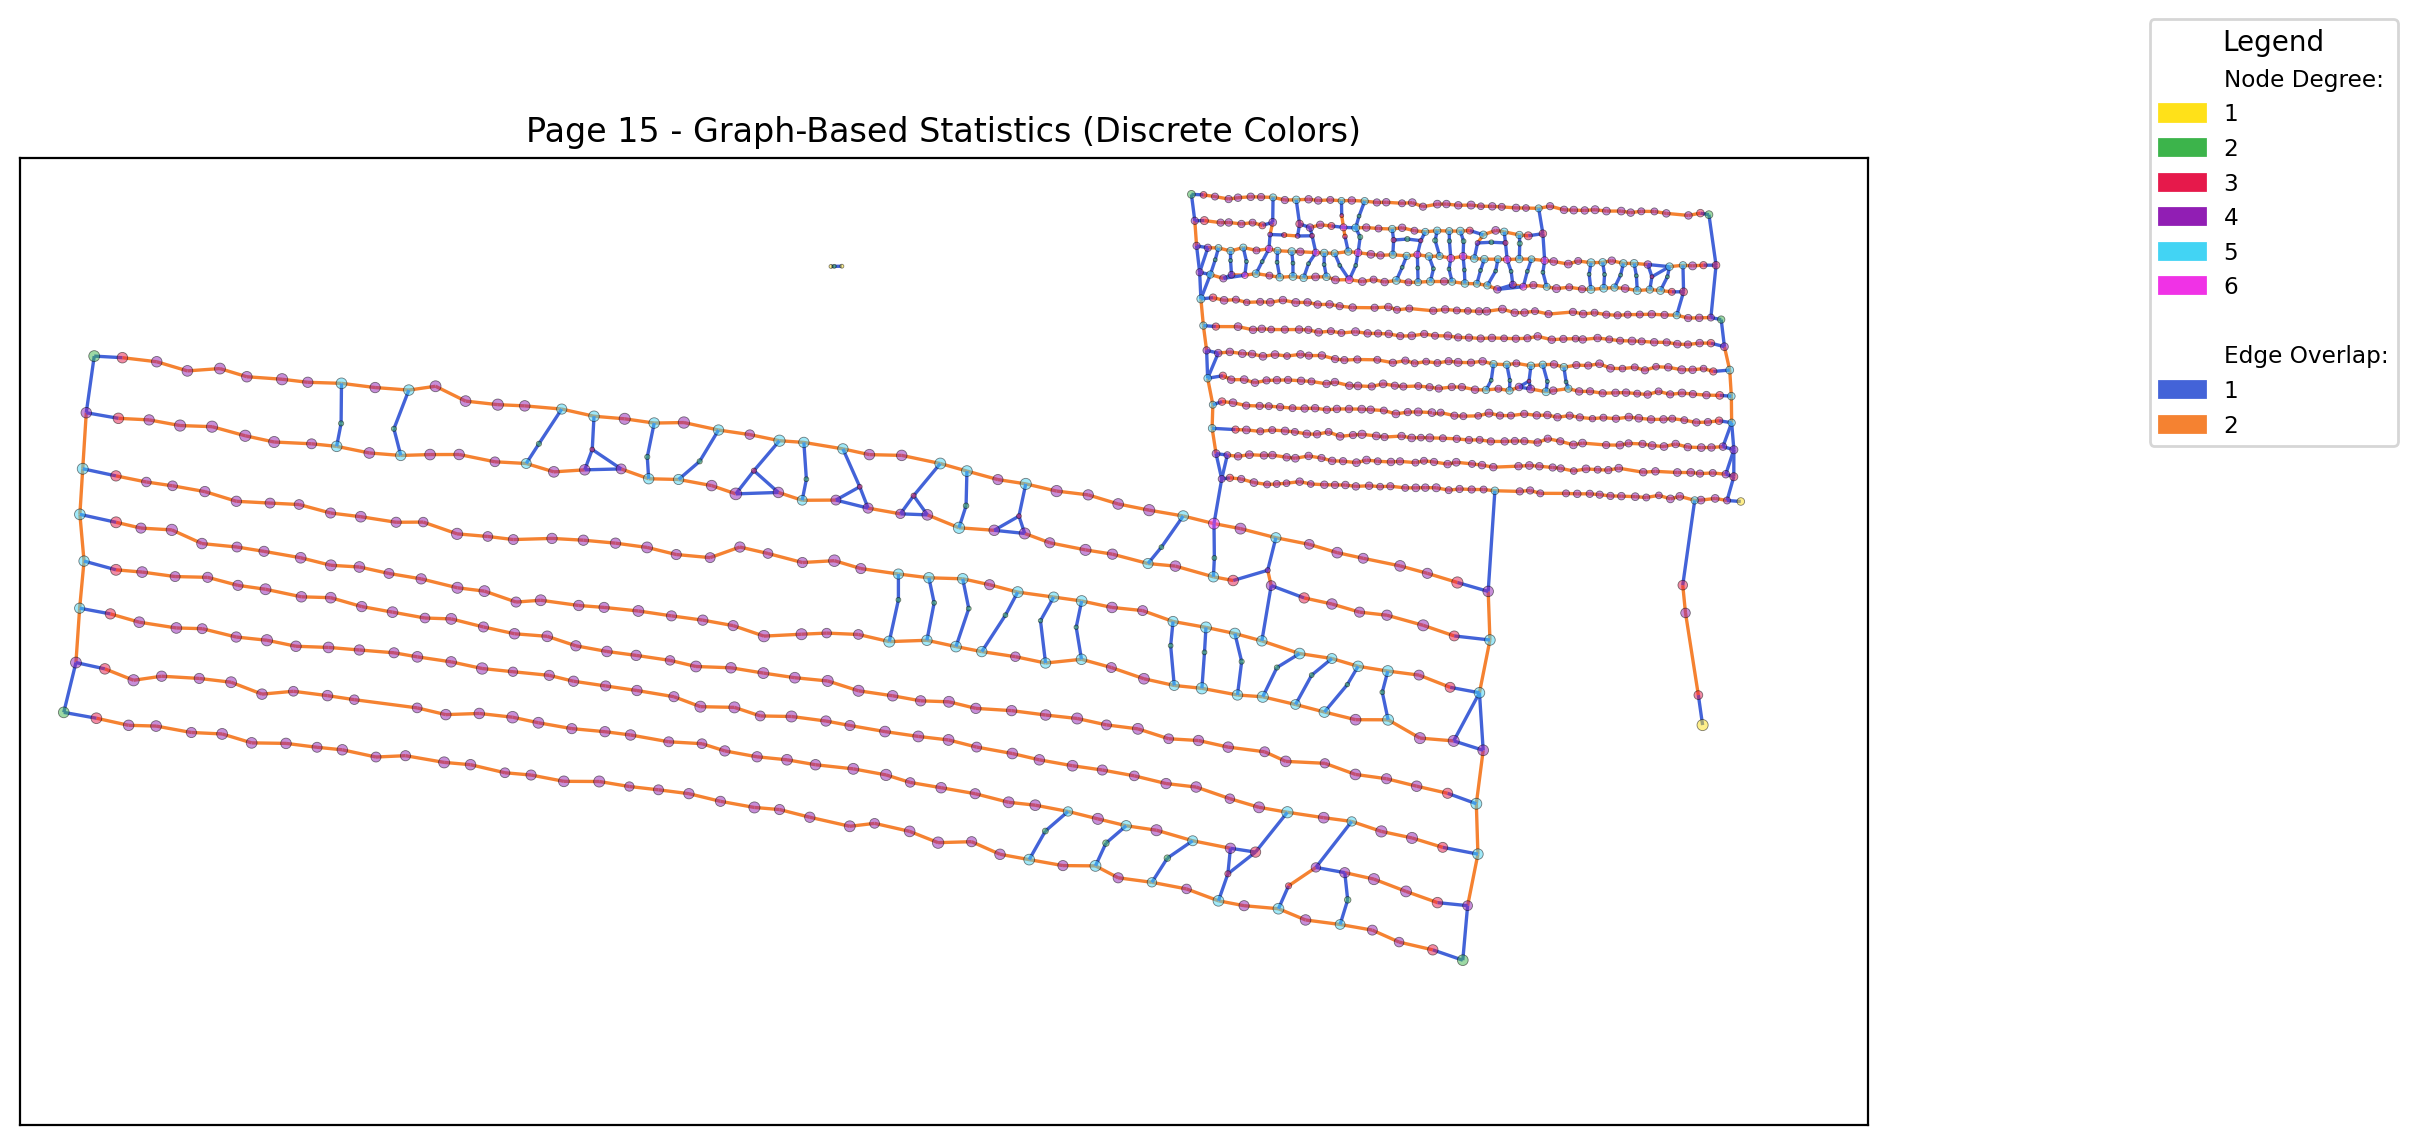 Page 15 - Graph-Based Statistics (Discrete Colors)
Legend
Node Degree:
1
2
3
4
5
6
Edge Overlap:
1
2